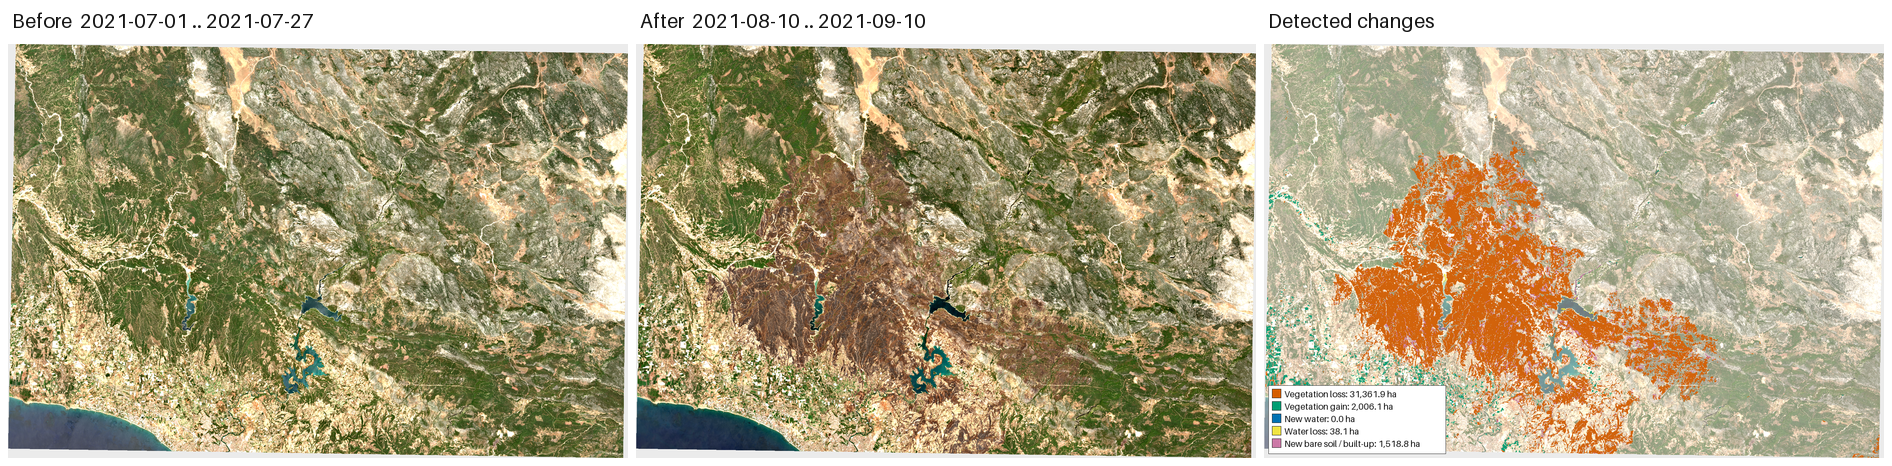 Before 2021-07-01 .. 2021-07-27
After 2021-08-10 .. 2021-09-10
Detected changes
Vegetation loss: 31,361.9 ha
Vegetation gain: 2,006.1 ha
New water: 0.0 ha
Water loss: 38.1 ha
New bare soil / built-up: 1,518.8 ha